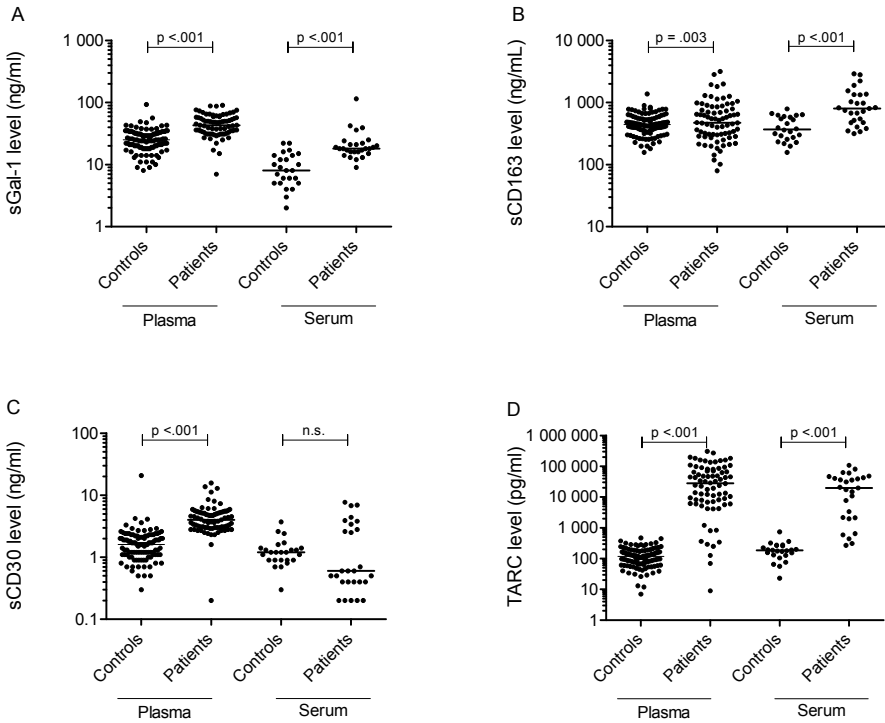 A
sGal-1 level (ng/ml)
1 000
100
10
1
p <.001
p <.001
Controls
Patients
Controls
Patients
Plasma
Serum
B
sCD163 level (ng/mL)
10 000
1 000
100
10
p = .003
p <.001
Controls
Patients
Controls
Patients
Plasma
Serum
C
sCD30 level (ng/ml)
100
10
1
0.1
p <.001
n.s.
Controls
Patients
Controls
Patients
Plasma
Serum
D
TARC level (pg/ml)
1 000 000
100 000
10 000
1 000
100
10
1
p <.001
p <.001
Controls
Patients
Controls
Patients
Plasma
Serum